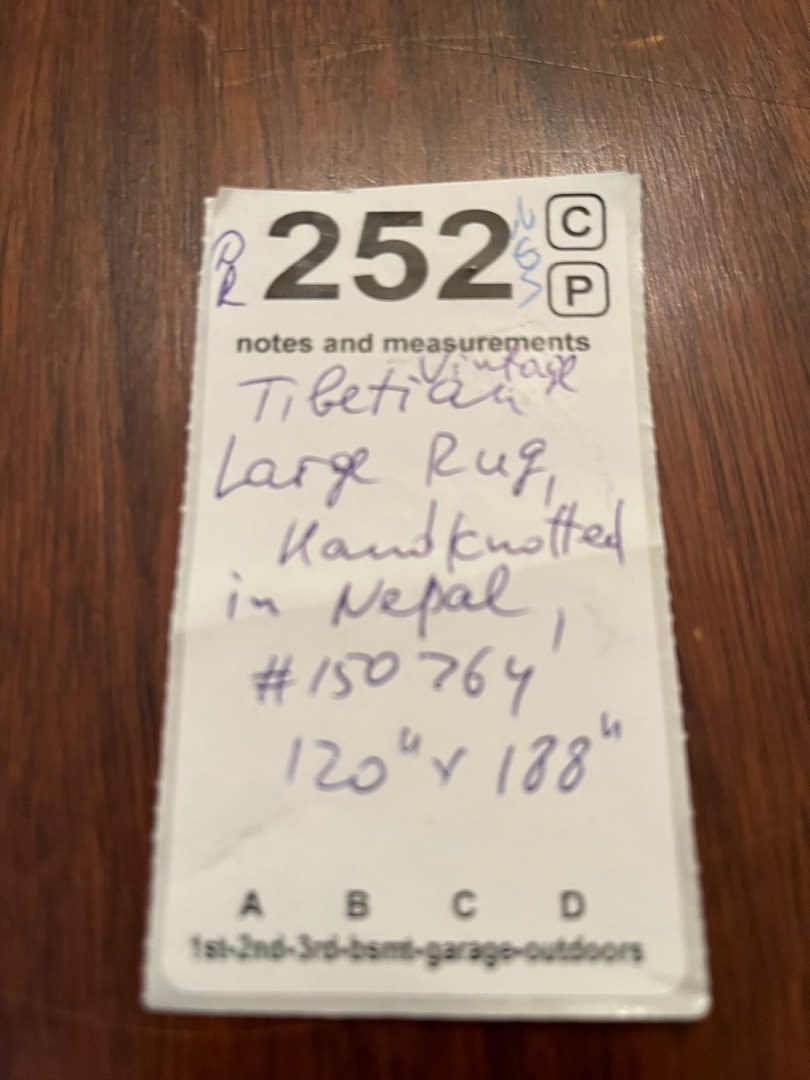 DR 252 C
P
notes and measurements
Vintage
Tibetian
Large Rug,
Handknotted
in Nepal,
#150764
120" x 188"
A B C D
1st-2nd-3rd-bsmt-garage-outdoors